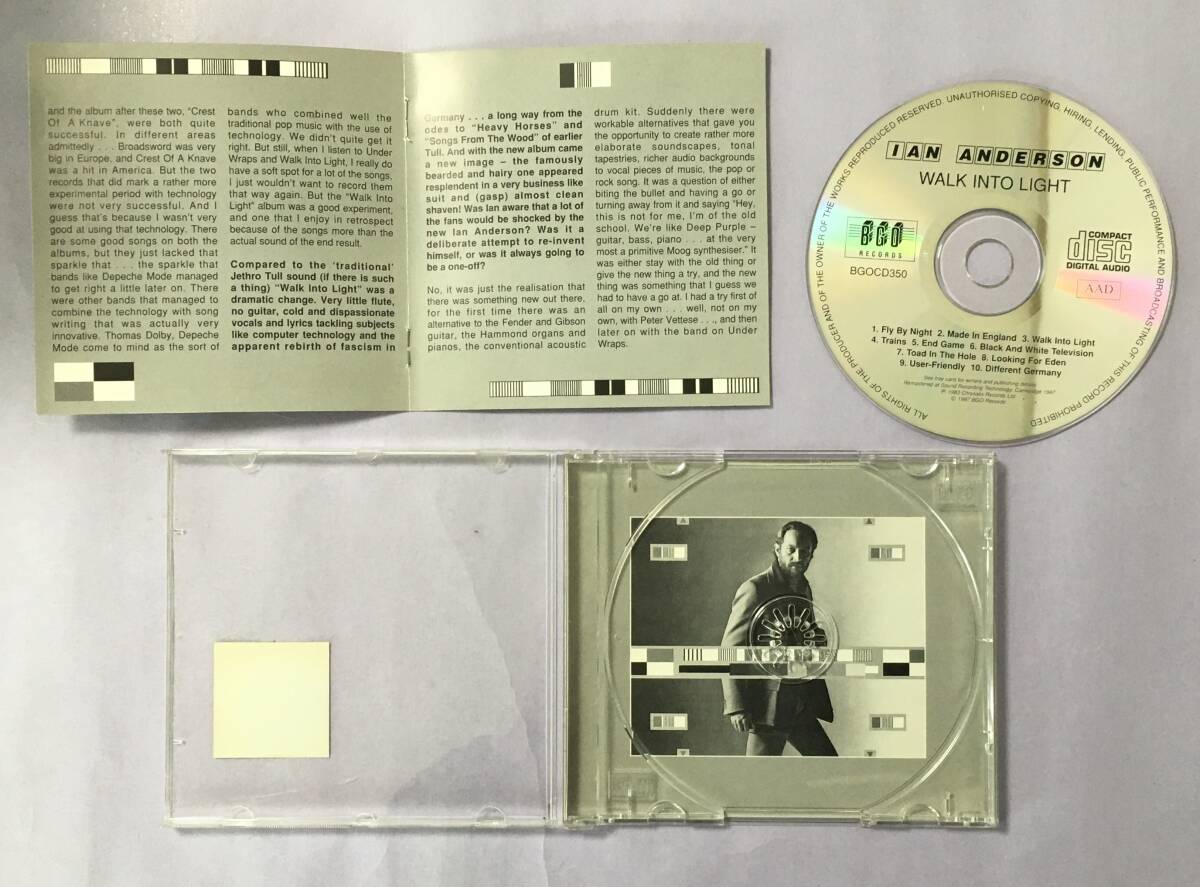 and the album after these two, "Crest
Of A Knave", were both quite
successful. In different areas
admittedly . . . Broadsword was very
big in Europe, and Crest Of A Knave
was a hit in America. But the two
records that did mark a rather more
experimental period with technology
were not very successful. And I
guess that's because I wasn't very
good at using that technology. There
are some good songs on both the
albums, but they just lacked that
sparkle that . . . the sparkle that
bands like Depeche Mode managed
to get right a little later on. There
were other bands that managed to
combine the technology with song
writing that was actually very
innovative. Thomas Dolby, Depeche
Mode come to mind as the sort of
bands who combined well the
traditional pop music with the use of
technology. We didn't quite get it
right. But still, when I listen to Under
Wraps and Walk Into Light, I really do
have a soft spot for a lot of the songs,
I just wouldn't want to record them
that way again. But the "Walk Into
Light" album was a good experiment,
and one that I enjoy in retrospect
because of the songs more than the
actual sound of the end result.
Compared to the 'traditional'
Jethro Tull sound (if there is such
a thing) "Walk Into Light" was a
dramatic change. Very little flute,
no guitar, cold and dispassionate
vocals and lyrics tackling subjects
like computer technology and the
apparent rebirth of fascism in
Germany . . . a long way from the
odes to "Heavy Horses" and
"Songs From The Wood" of earlier
Tull. And with the new album came
a new image – the famously
bearded and hairy one appeared
resplendent in a very business like
suit and (gasp) almost clean
shaven! Was Ian aware that a lot of
the fans would be shocked by the
new Ian Anderson? Was it a
deliberate attempt to re-invent
himself, or was it always going to
be a one-off?
No, it was just the realisation that
there was something new out there,
for the first time there was an
alternative to the Fender and Gibson
guitar, the Hammond organs and
pianos, the conventional acoustic
drum kit. Suddenly there were
workable alternatives that gave you
the opportunity to create rather more
elaborate soundscapes, tonal
tapestries, richer audio backgrounds
to vocal pieces of music, the pop or
rock song. It was a question of either
biting the bullet and having a go or
turning away from it and saying "Hey,
this is not for me, I'm of the old
school. We're like Deep Purple –
guitar, bass, piano . . . at the very
most a primitive Moog synthesiser." It
was either stay with the old thing or
give the new thing a try, and the new
thing was something that I guess we
had to have a go at. I had a try first of
all on my own . . . well, not on my
own, with Peter Vettese . . ., and then
later on with the band on Under
Wraps.
ALL RIGHTS OF THE PRODUCER AND OF THE OWNER OF THE WORKS REPRODUCED RESERVED. UNAUTHORISED COPYING, HIRING, LENDING, PUBLIC PERFORMANCE AND BROADCASTING OF THIS RECORD PROHIBITED
IAN ANDERSON
WALK INTO LIGHT
BGO
RECORDS
BGOCD350
COMPACT
disc
DIGITAL AUDIO
AAD
1. Fly By Night 2. Made In England 3. Walk Into Light
4. Trains 5. End Game 6. Black And White Television
7. Toad In The Hole 8. Looking For Eden
9. User-Friendly 10. Different Germany
See tray card for writers and publishing details
Remastered at Sound Recording Technology, Cambridge 1997
℗ 1983 Chrysalis Records Ltd
© 1997 BGO Records